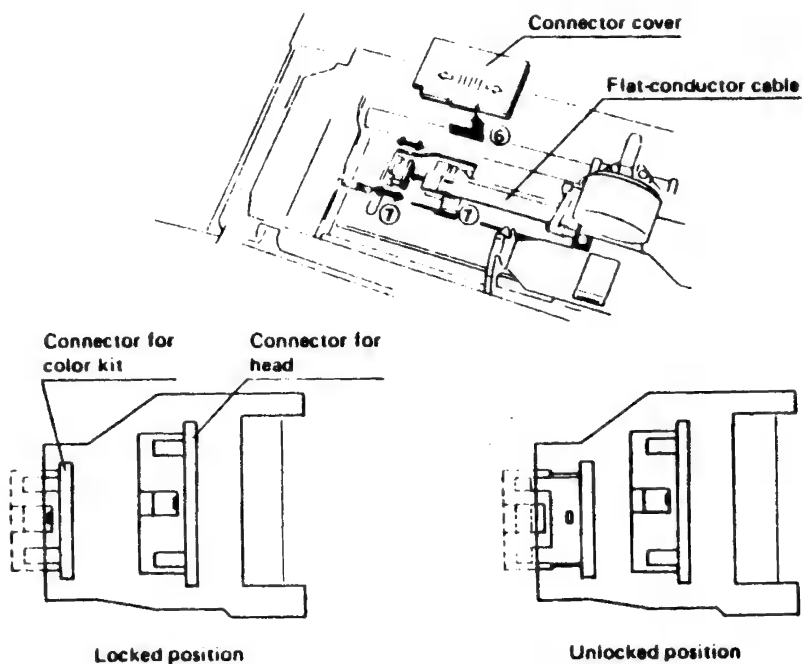 Connector cover
Flat-conductor cable
⑥
⑦ ⑦
Connector for
color kit
Connector for
head
Locked position
Unlocked position